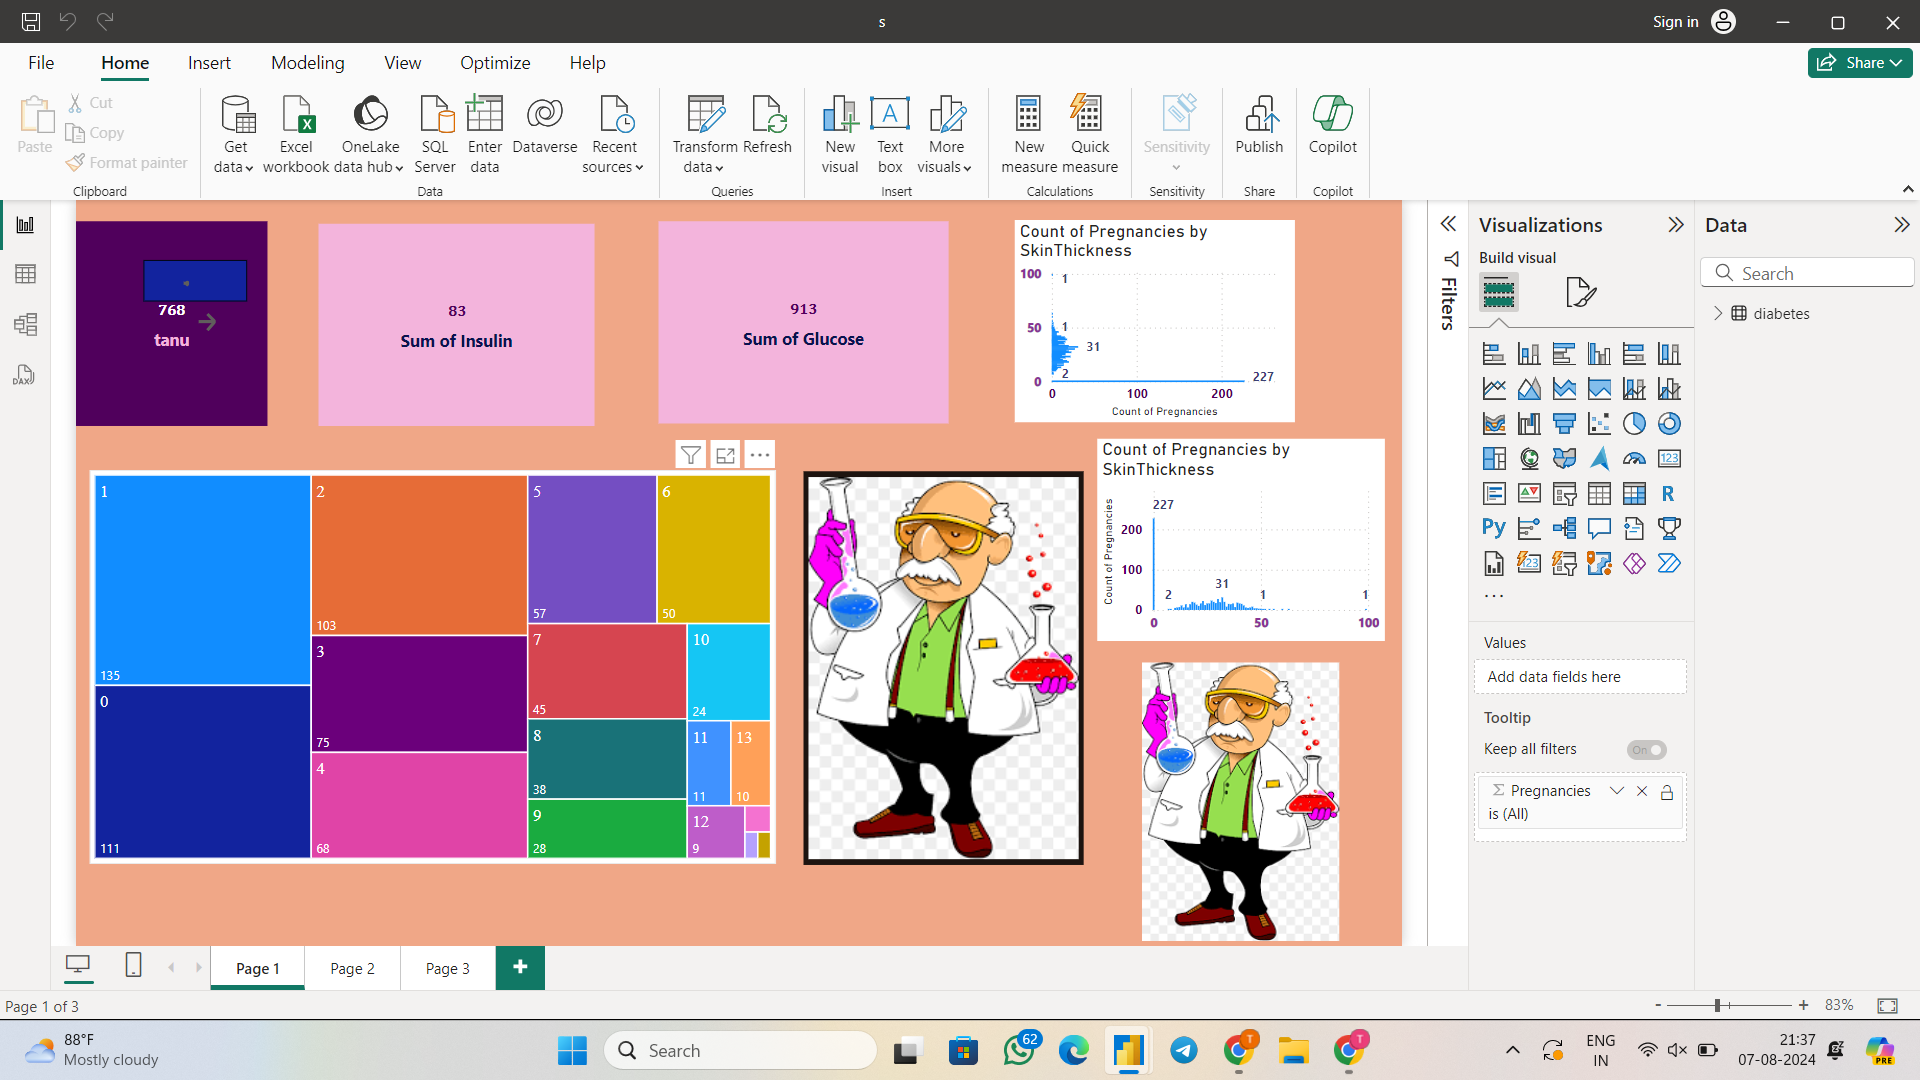 s
Sign in
File Home Insert Modeling View Optimize Help
Share
Paste
Cut
Copy
Format painter
Clipboard
Get data
Excel workbook
OneLake data hub
SQL Server
Enter data
Dataverse
Recent sources
Data
Transform data
Refresh
Queries
New visual
Text box
More visuals
Insert
New measure
Quick measure
Calculations
Sensitivity
Sensitivity
Publish
Share
Copilot
Copilot
768
tanu
83
Sum of Insulin
913
Sum of Glucose
Count of Pregnancies by
SkinThickness
100 1
50 1
31
0 2 227
0 100 200
Count of Pregnancies
1
135
0
111
2
103
3
75
4
68
5
57
6
50
7
45
8
38
9
28
10
24
11
11
13
10
12
9
Count of Pregnancies by
SkinThickness
Count of Pregnancies
227
200
100
31
2 1 1
0
0 50 100
Filters
Visualizations
Build visual
123
R
Py
123
Values
Add data fields here
Tooltip
Keep all filters
On
Σ Pregnancies
is (All)
Data
Search
diabetes
DAX
Page 1 Page 2 Page 3 +
Page 1 of 3
- + 83%
88°F
Mostly cloudy
Search
62
T
T
ENG
IN
21:37
07-08-2024
PRE